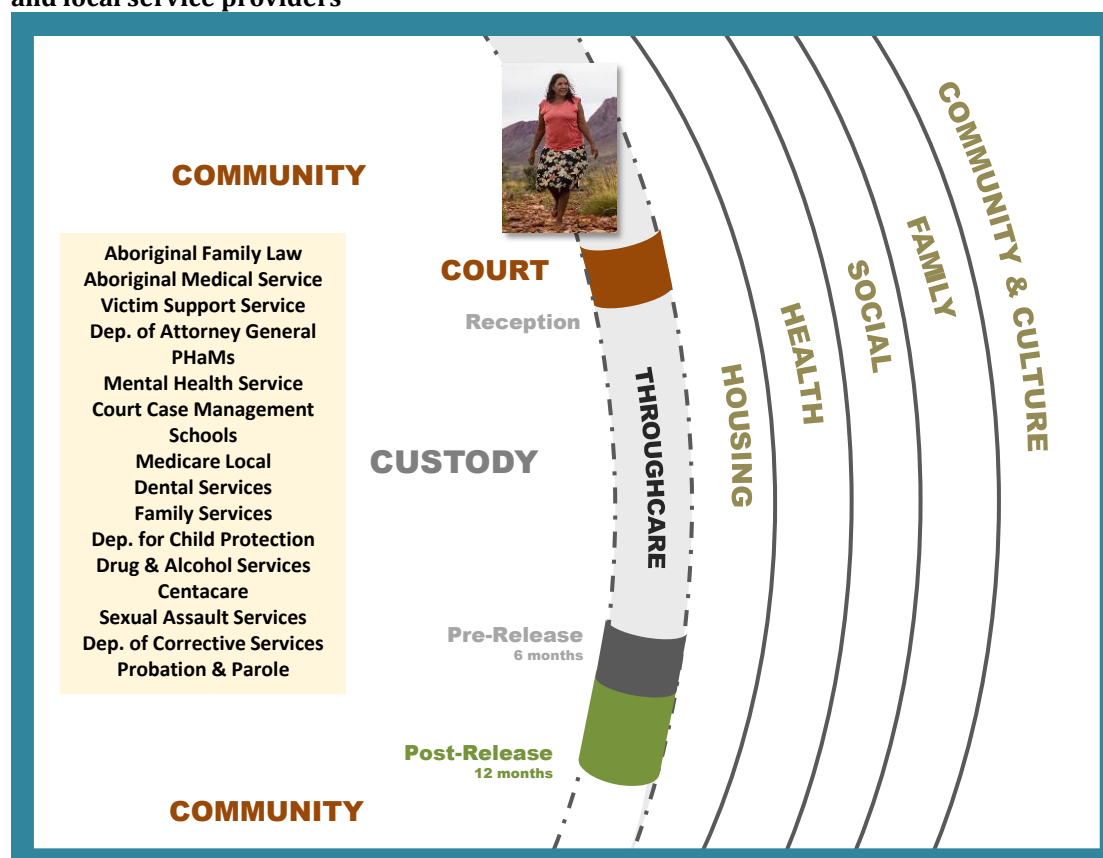 and local service providers
COMMUNITY
Aboriginal Family Law
Aboriginal Medical Service
Victim Support Service
Dep. of Attorney General
PHaMs
Mental Health Service
Court Case Management
Schools
Medicare Local
Dental Services
Family Services
Dep. for Child Protection
Drug & Alcohol Services
Centacare
Sexual Assault Services
Dep. of Corrective Services
Probation & Parole
COURT
Reception
CUSTODY
Pre-Release
6 months
Post-Release
12 months
COMMUNITY
THROUGHCARE
HOUSING
HEALTH
SOCIAL
FAMILY
COMMUNITY & CULTURE